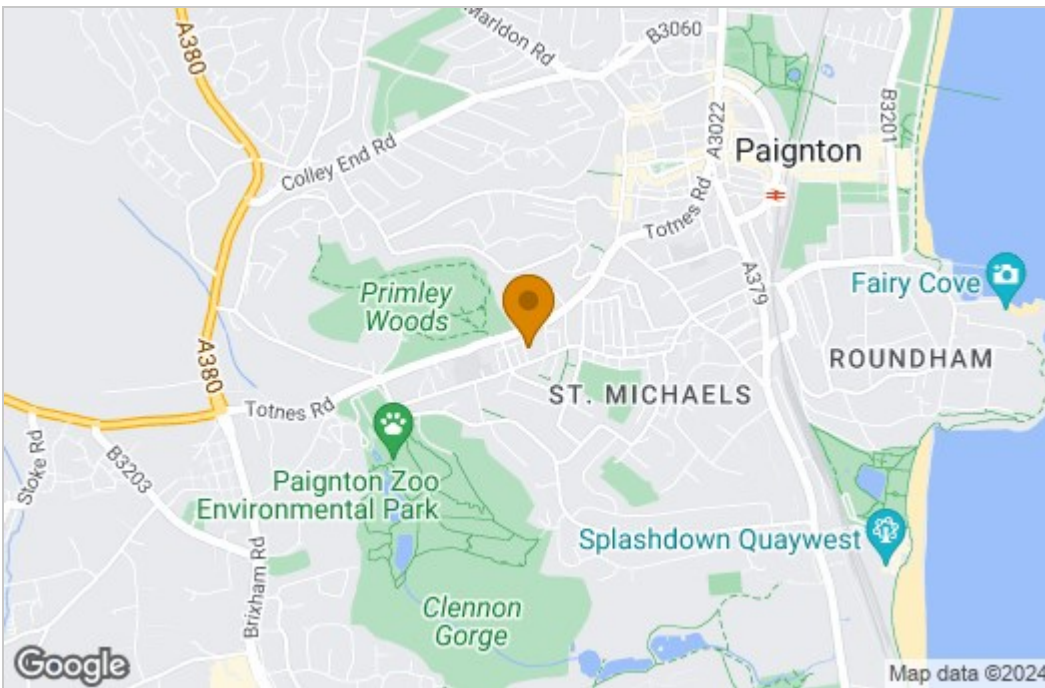 A380
Marldon Rd
B3060
A3022
B3201
Paignton
Colley End Rd
Totnes Rd
A379
Fairy Cove
Primley
Woods
ROUNDHAM
A380
ST. MICHAELS
Totnes Rd
Stoke Rd
B3203
Paignton Zoo
Environmental Park
Splashdown Quaywest
Brixham Rd
Clennon
Gorge
Google
Map data ©2024